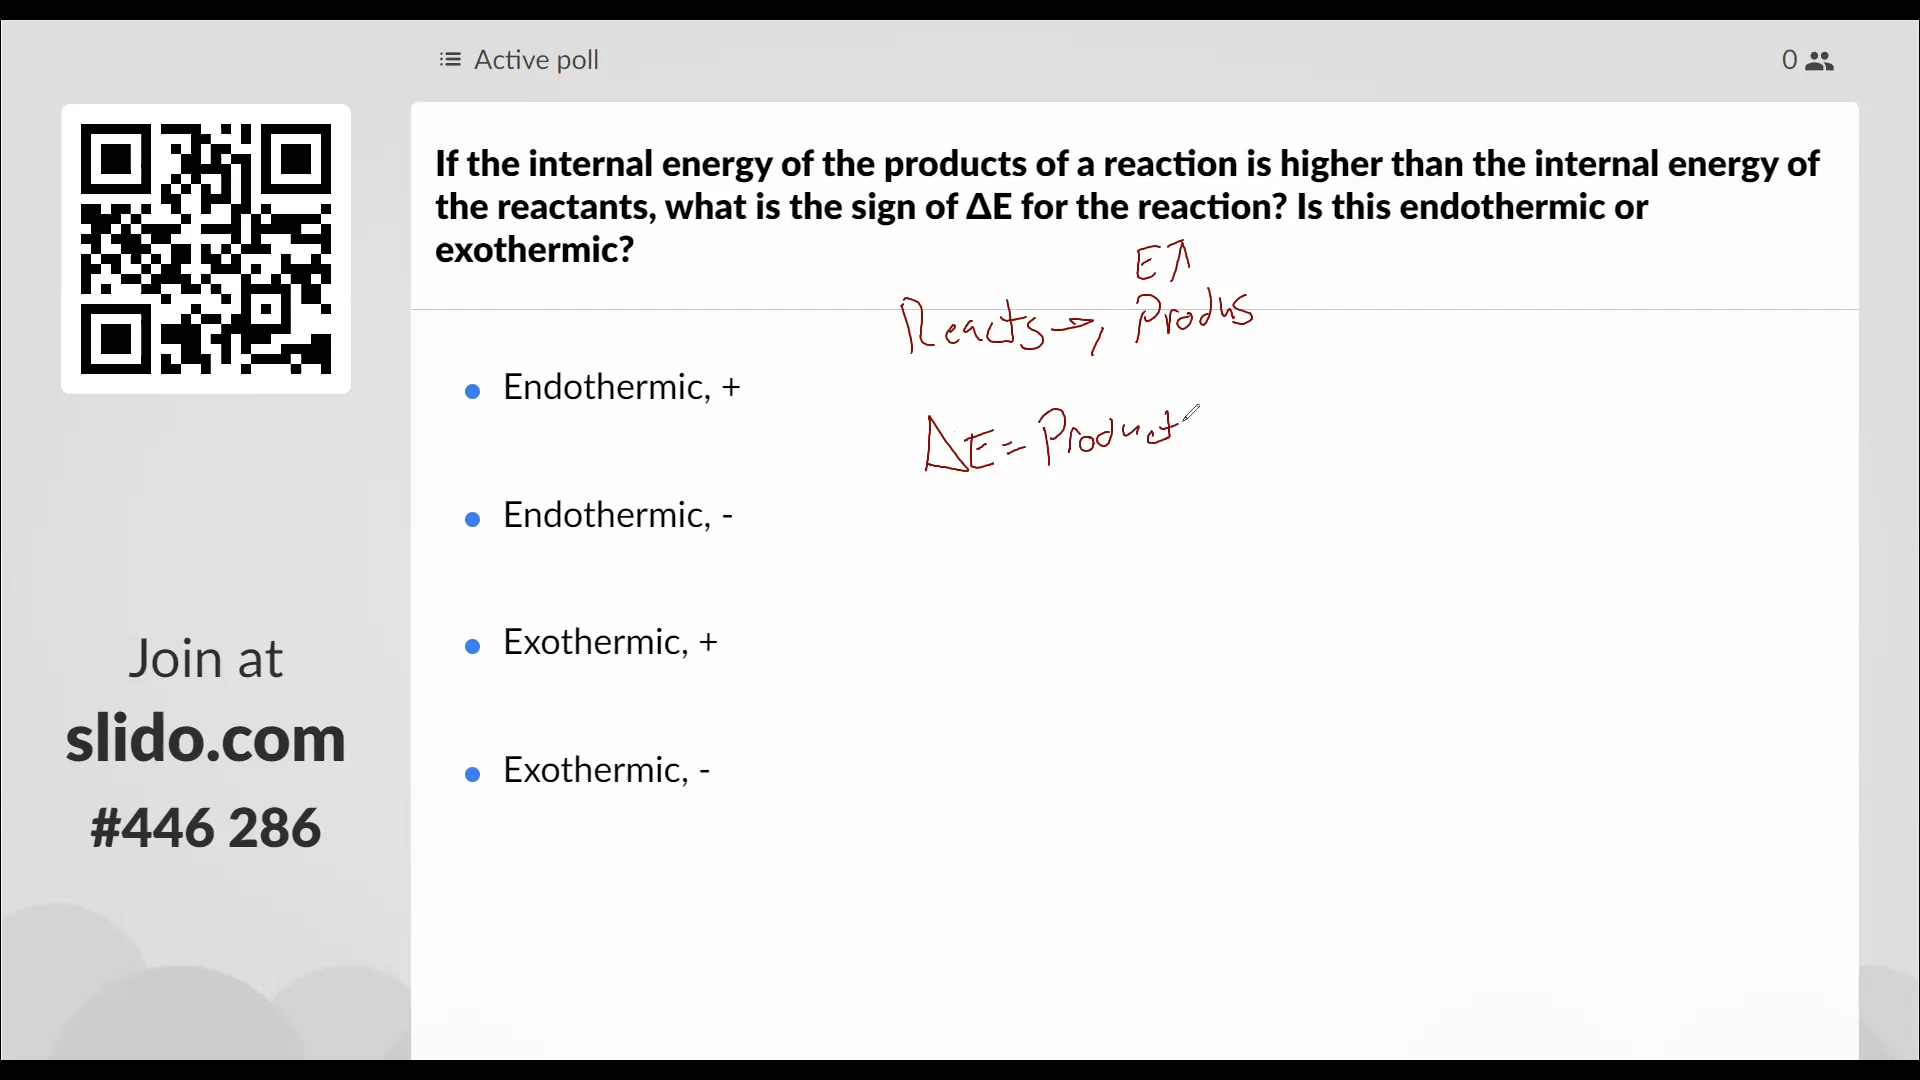 Active poll
0
If the internal energy of the products of a reaction is higher than the internal energy of
the reactants, what is the sign of ΔE for the reaction? Is this endothermic or
exothermic?
E↑
Reacts →, Produs
Endothermic, +
ΔE = Product
Endothermic, -
Exothermic, +
Exothermic, -
Join at
slido.com
#446 286